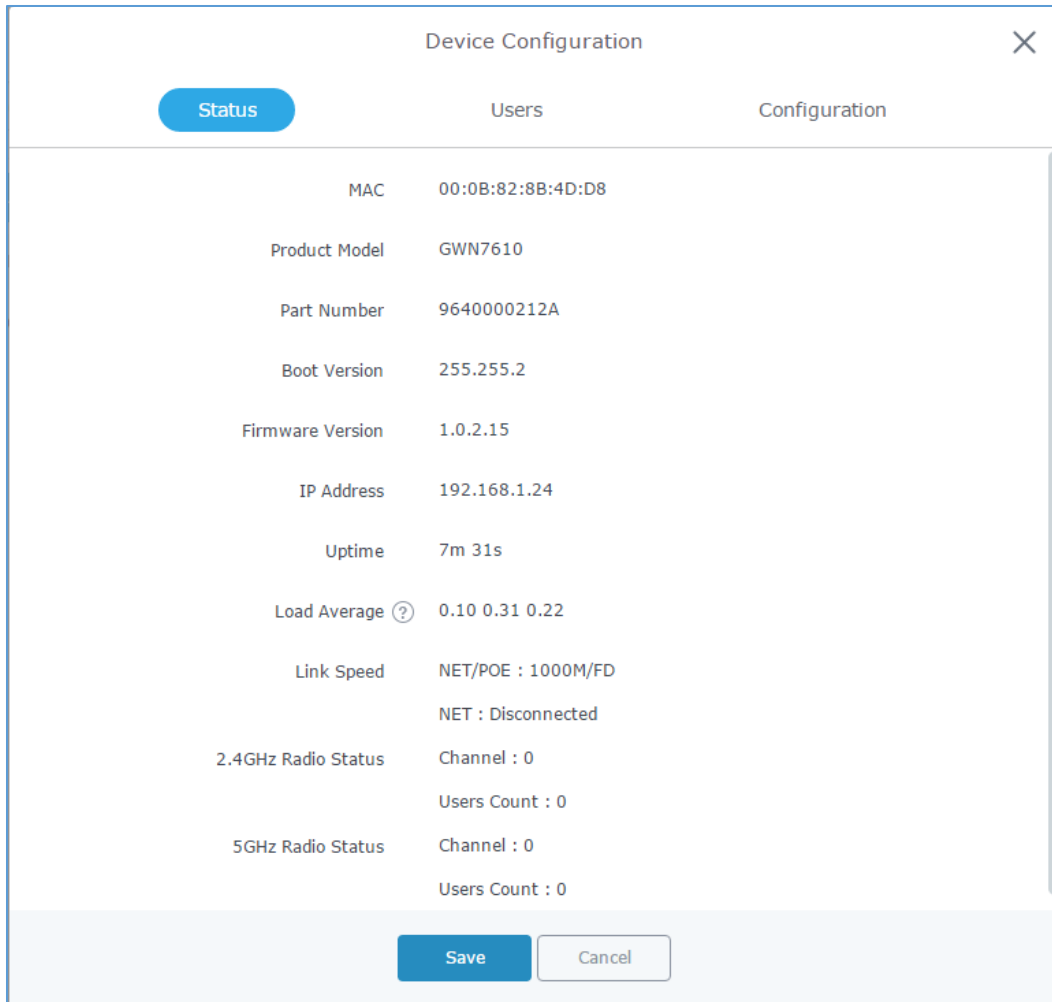 Device Configuration
Status Users Configuration
MAC 00:0B:82:8B:4D:D8
Product Model GWN7610
Part Number 9640000212A
Boot Version 255.255.2
Firmware Version 1.0.2.15
IP Address 192.168.1.24
Uptime 7m 31s
Load Average ? 0.10 0.31 0.22
Link Speed NET/POE : 1000M/FD
NET : Disconnected
2.4GHz Radio Status Channel : 0
Users Count : 0
5GHz Radio Status Channel : 0
Users Count : 0
Save Cancel